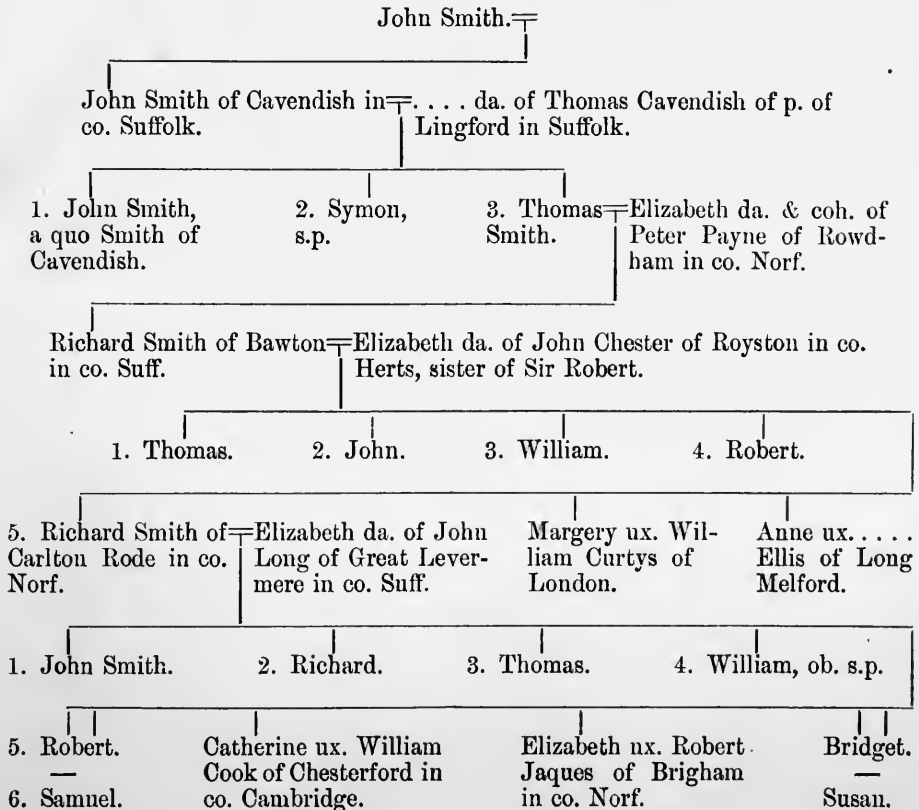 John Smith.
John Smith of Cavendish in
co. Suffolk.
. . . . da. of Thomas Cavendish of p. of
Lingford in Suffolk.
1. John Smith,
a quo Smith of
Cavendish.
2. Symon,
s.p.
3. Thomas
Smith.
Elizabeth da. & coh. of
Peter Payne of Rowd-
ham in co. Norf.
Richard Smith of Bawton
in co. Suff.
Elizabeth da. of John Chester of Royston in co.
Herts, sister of Sir Robert.
1. Thomas.
2. John.
3. William.
4. Robert.
5. Richard Smith of
Carlton Rode in co.
Norf.
Elizabeth da. of John
Long of Great Lever-
mere in co. Suff.
Margery ux. Wil-
liam Curtys of
London.
Anne ux. . . . .
Ellis of Long
Melford.
1. John Smith.
2. Richard.
3. Thomas.
4. William, ob. s.p.
5. Robert.
—
6. Samuel.
Catherine ux. William
Cook of Chesterford in
co. Cambridge.
Elizabeth ux. Robert
Jaques of Brigham
in co. Norf.
Bridget.
—
Susan.